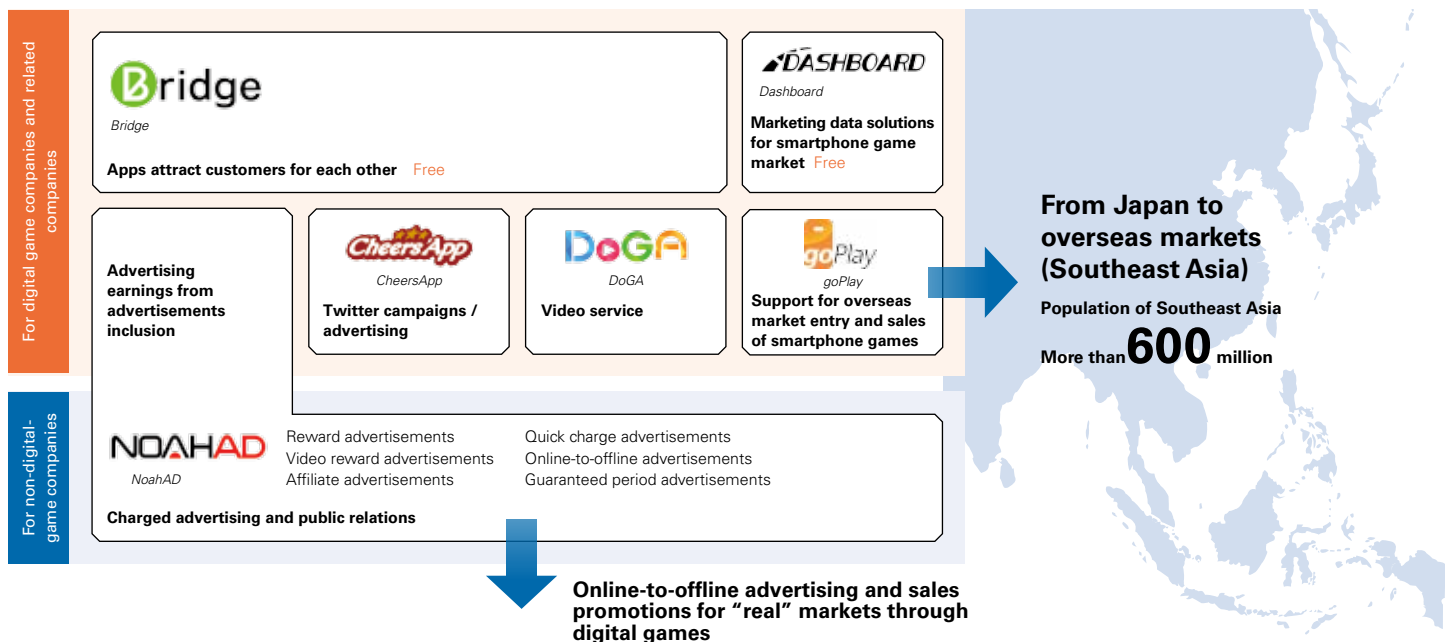 For digital game companies and related
companies
Bridge
Bridge
Apps attract customers for each other Free
DASHBOARD
Dashboard
Marketing data solutions
for smartphone game
market Free
Advertising
earnings from
advertisements
inclusion
Cheers'App
CheersApp
Twitter campaigns /
advertising
DoGA
DoGA
Video service
goPlay
goPlay
Support for overseas
market entry and sales
of smartphone games
From Japan to
overseas markets
(Southeast Asia)
Population of Southeast Asia
More than 600 million
For non-digital-
game companies
NOAHAD
NoahAD
Reward advertisements
Video reward advertisements
Affiliate advertisements
Quick charge advertisements
Online-to-offline advertisements
Guaranteed period advertisements
Charged advertising and public relations
Online-to-offline advertising and sales
promotions for “real” markets through
digital games